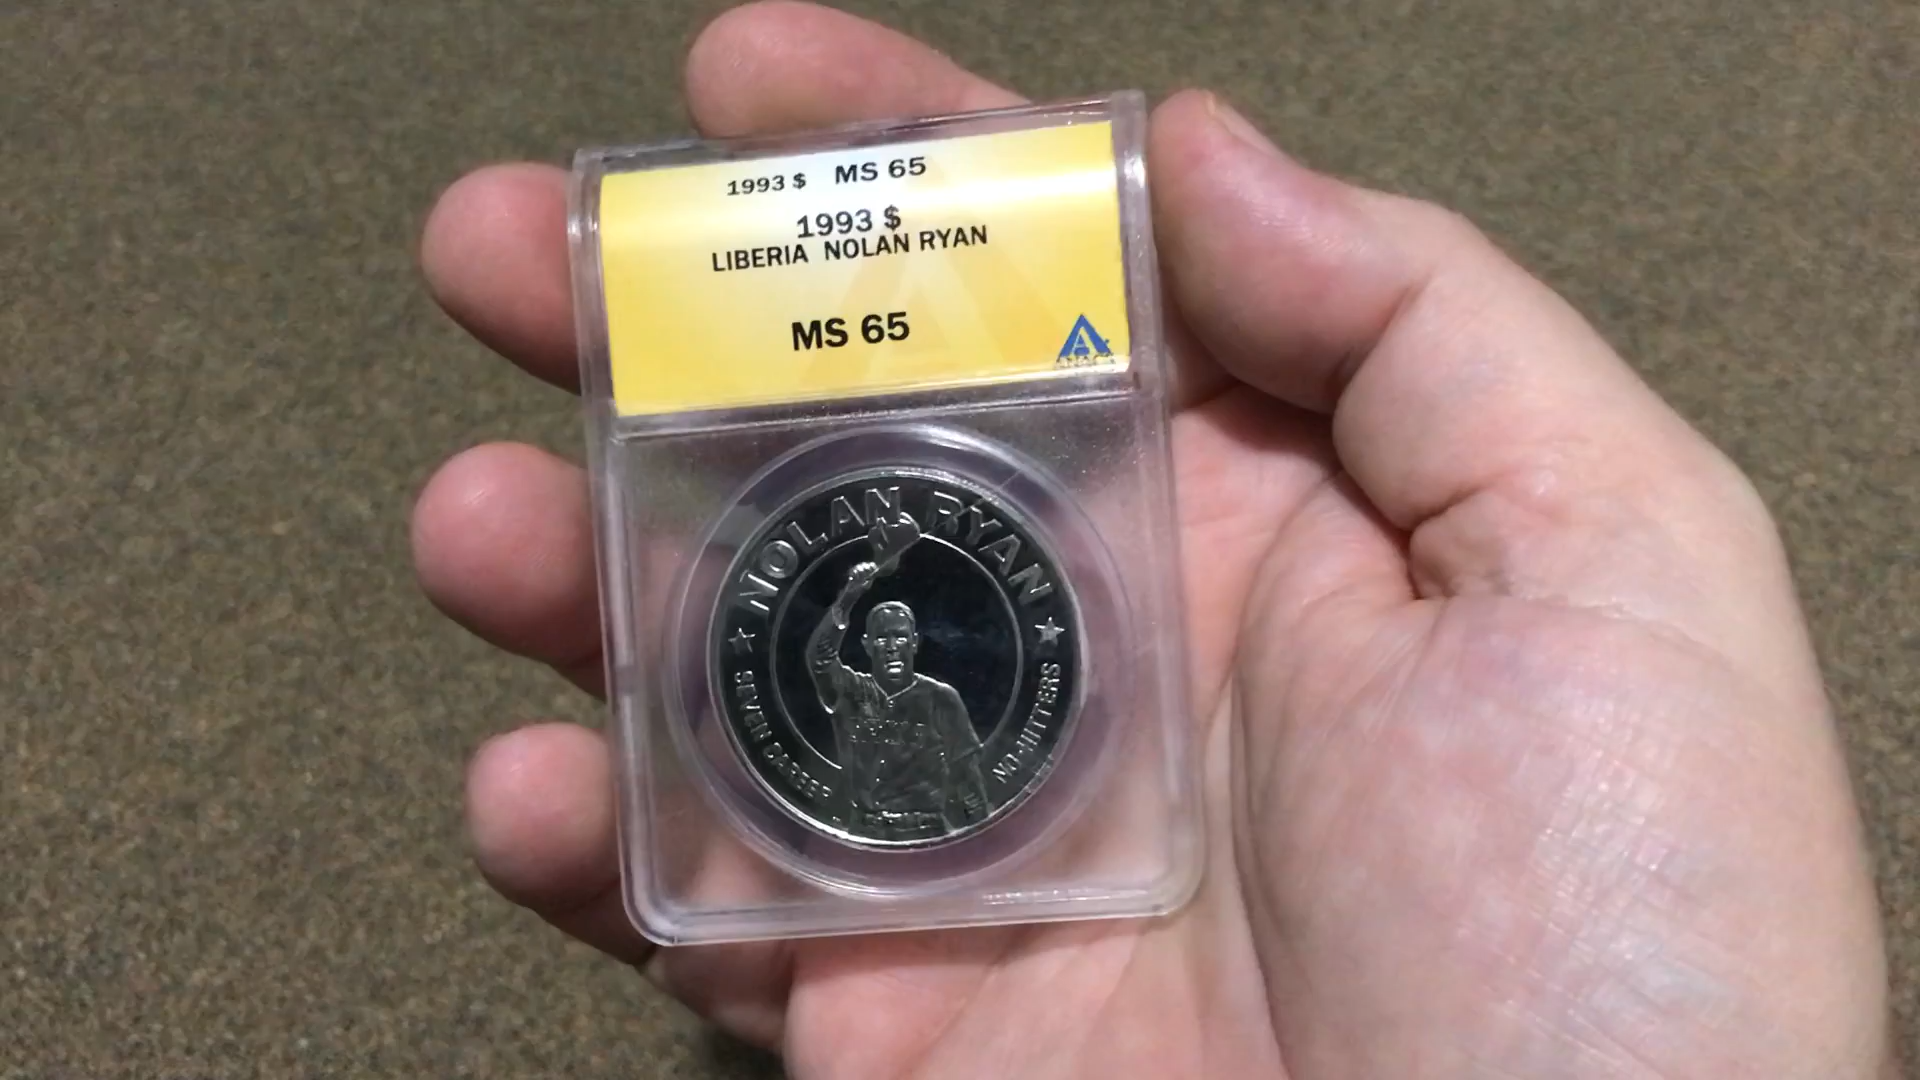 1993 $ MS 65
1993 $
LIBERIA NOLAN RYAN
MS 65
A
NOLAN RYAN
★ ★
SEVEN CAREER
NO-HITTERS